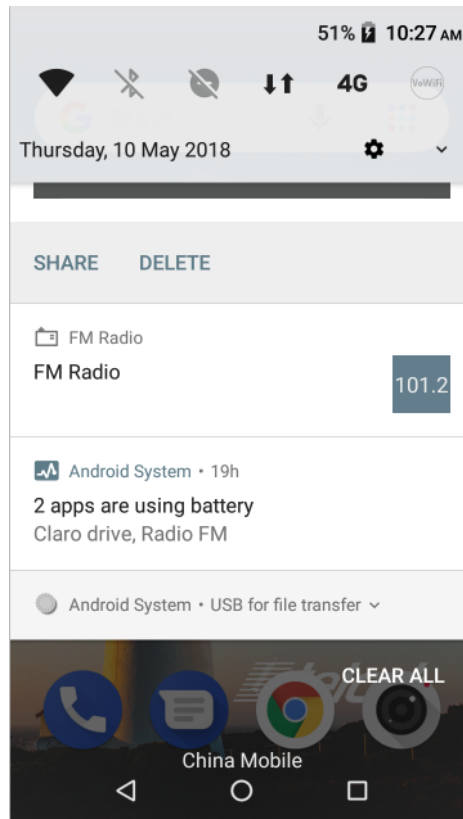 51% 10:27 AM
4G VoWiFi
Thursday, 10 May 2018
SHARE DELETE
FM Radio
FM Radio
101.2
Android System • 19h
2 apps are using battery
Claro drive, Radio FM
Android System • USB for file transfer
CLEAR ALL
China Mobile